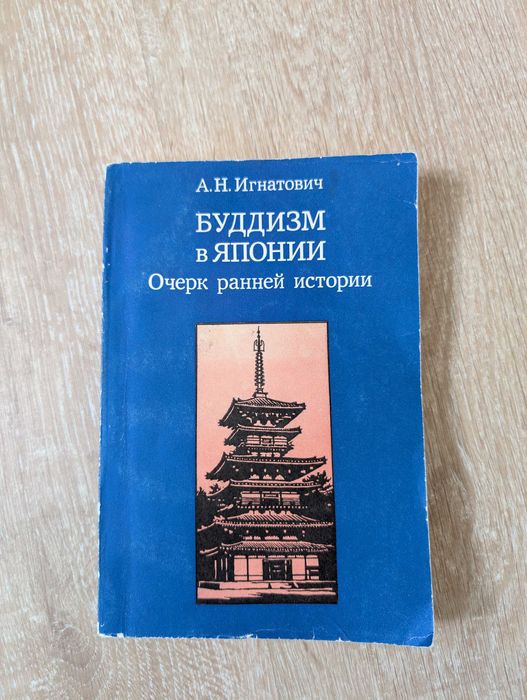 А.Н. Игнатович
БУДДИЗМ
в ЯПОНИИ
Очерк ранней истории